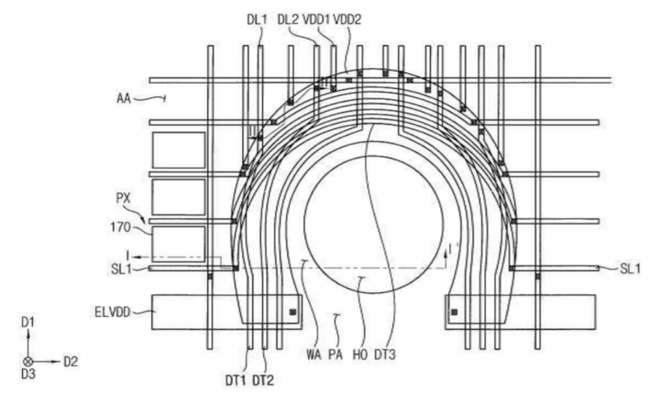 DL1 DL2 VDD1 VDD2
AA
PX
170
I I'
SL1 SL1
ELVDD
D1
D2
D3
WA PA HO DT3
DT1 DT2